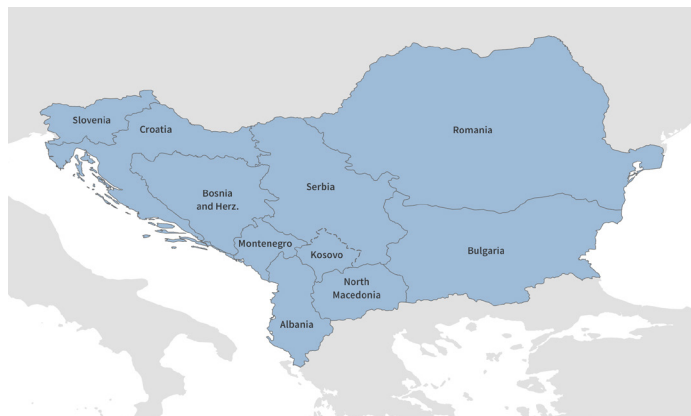 Slovenia
Croatia
Romania
Bosnia
and Herz.
Serbia
Montenegro
Kosovo
Bulgaria
North
Macedonia
Albania